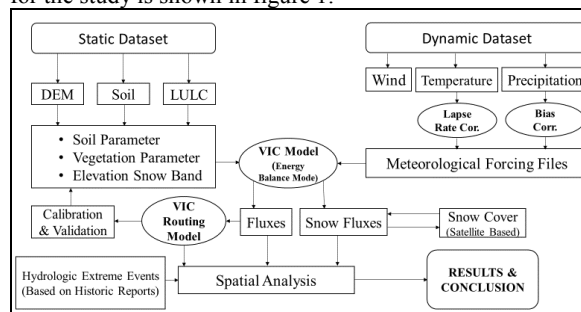 for the study is shown in figure 1.
Static Dataset
Dynamic Dataset
DEM
Soil
LULC
Wind
Temperature
Precipitation
Lapse
Rate Cor.
Bias
Corr.
• Soil Parameter
• Vegetation Parameter
• Elevation Snow Band
VIC Model
(Energy
Balance Mode)
Meteorological Forcing Files
Calibration
& Validation
VIC
Routing
Model
Fluxes
Snow Fluxes
Snow Cover
(Satellite Based)
Hydrologic Extreme Events
(Based on Historic Reports)
Spatial Analysis
RESULTS &
CONCLUSION